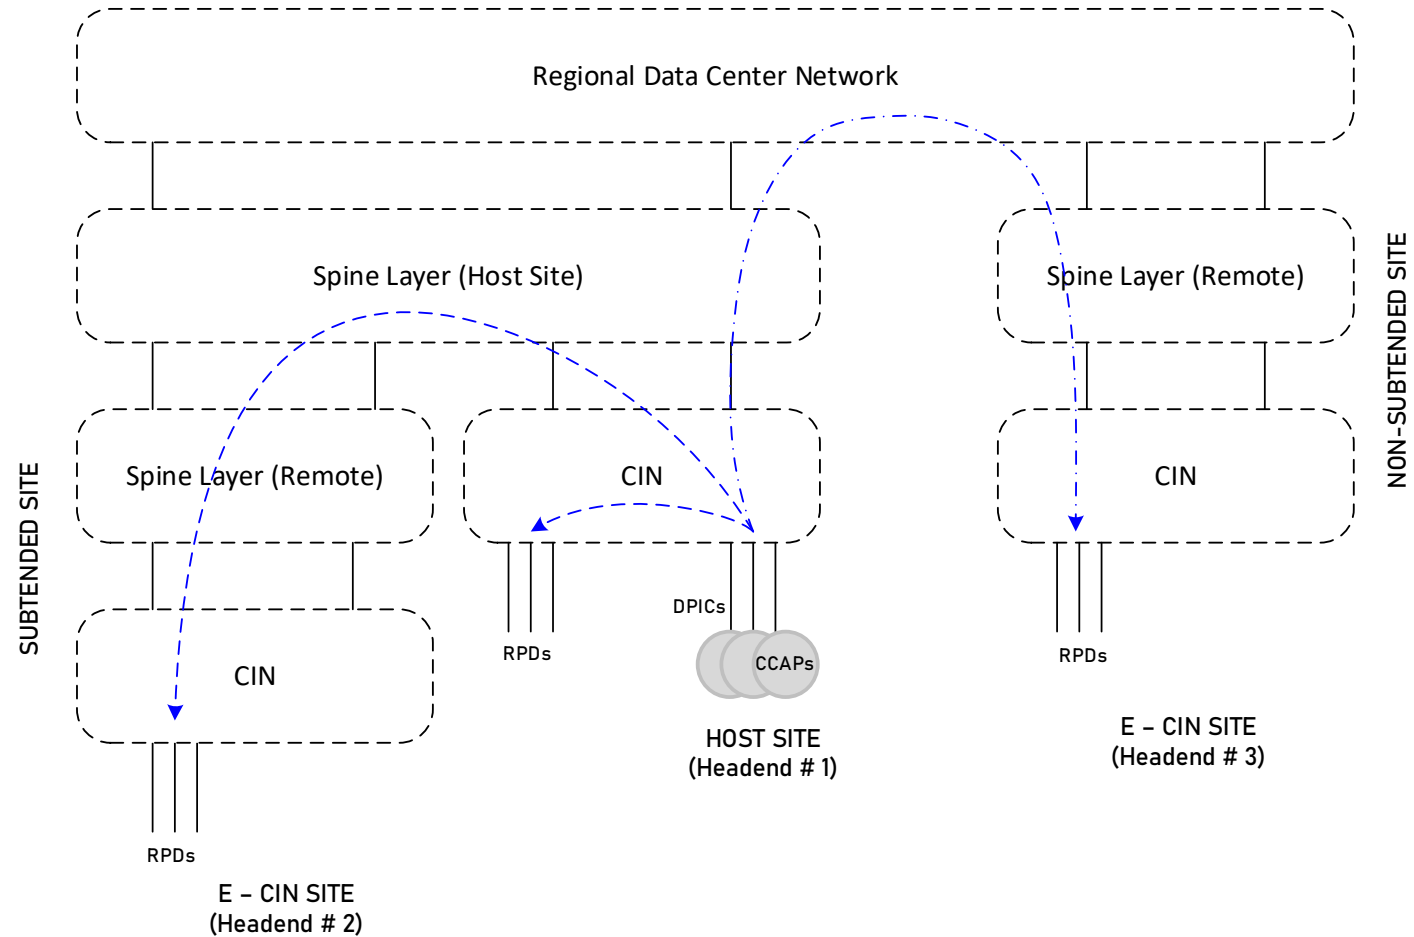 Regional Data Center Network
Spine Layer (Host Site)
Spine Layer (Remote)
NON-SUBTENDED SITE
Spine Layer (Remote)
CIN
CIN
SUBTENDED SITE
DPICs
RPDs
CCAPs
RPDs
CIN
HOST SITE
(Headend # 1)
E – CIN SITE
(Headend # 3)
RPDs
E – CIN SITE
(Headend # 2)